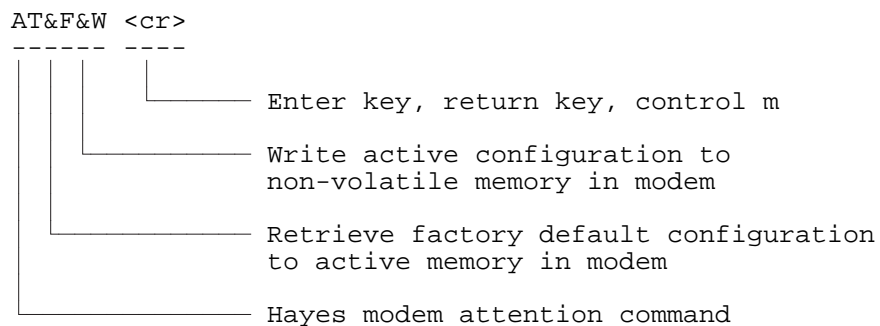 AT&F&W <cr>
------ ----
Enter key, return key, control m
Write active configuration to
non-volatile memory in modem
Retrieve factory default configuration
to active memory in modem
Hayes modem attention command